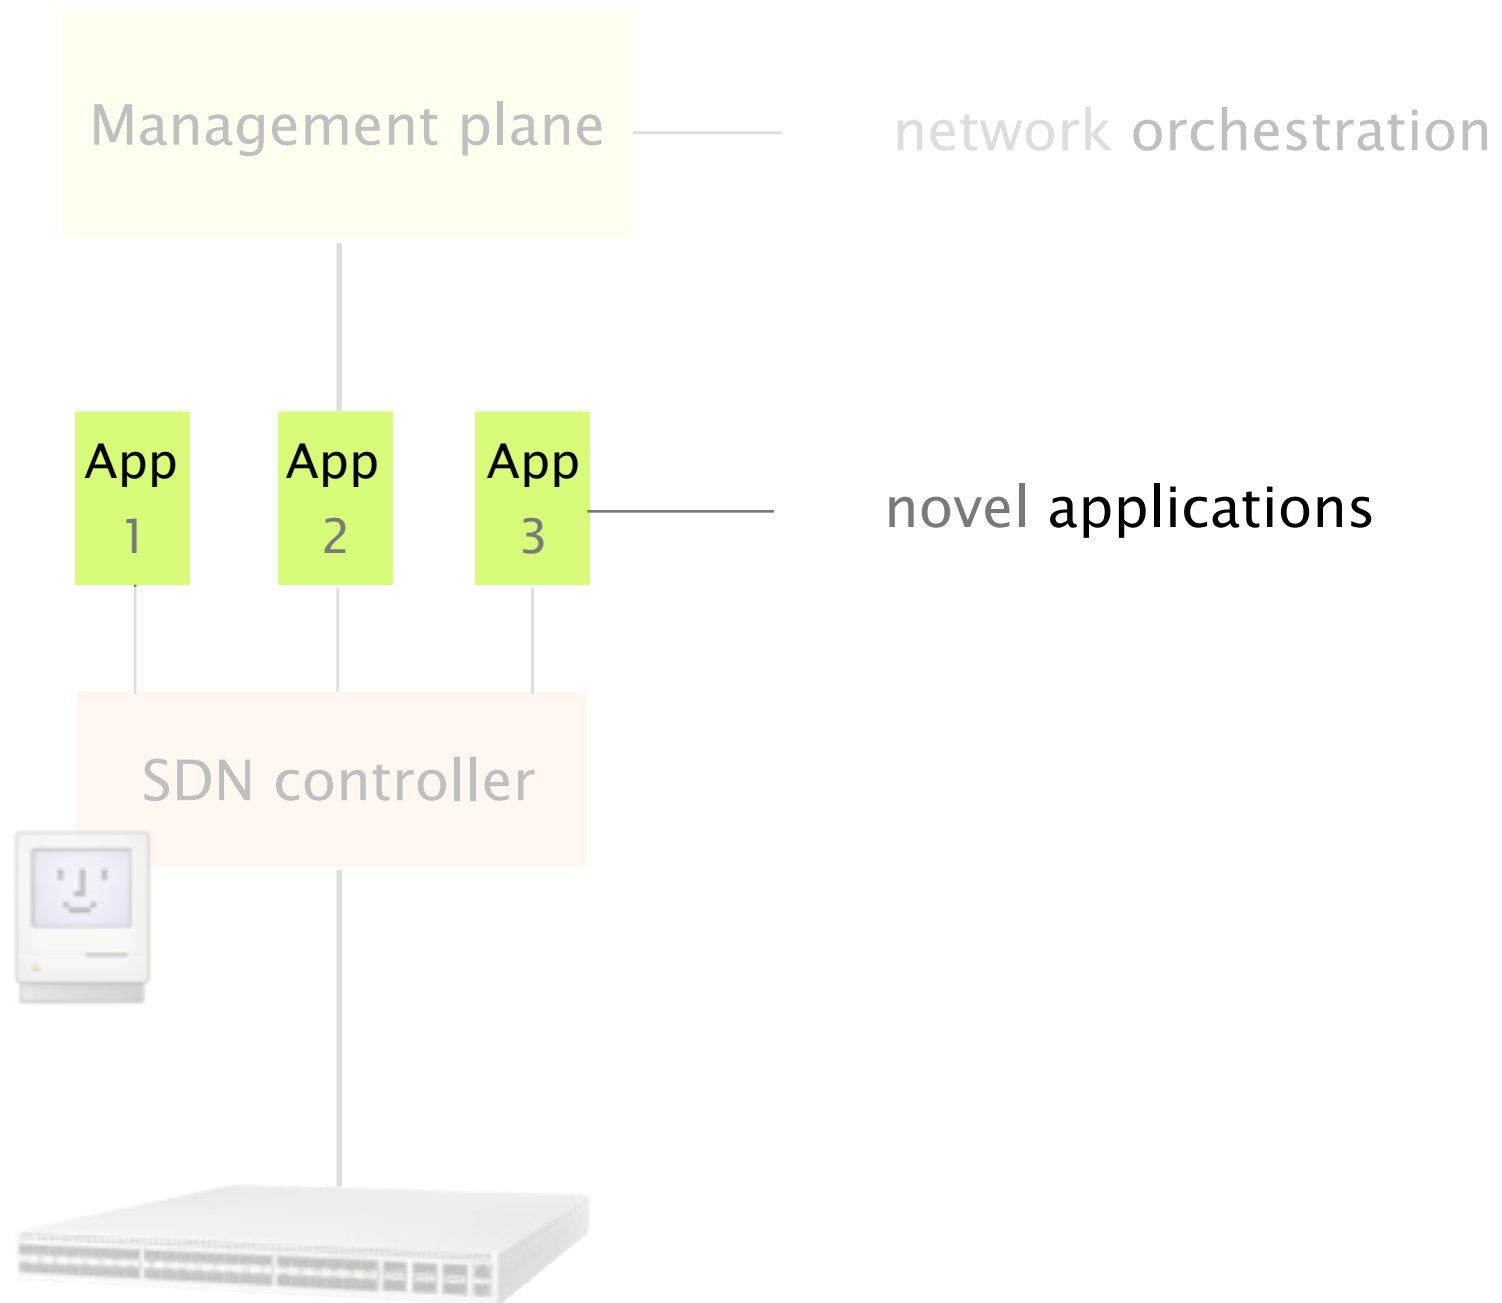 Management plane
network orchestration
App
1
App
2
App
3
novel applications
SDN controller